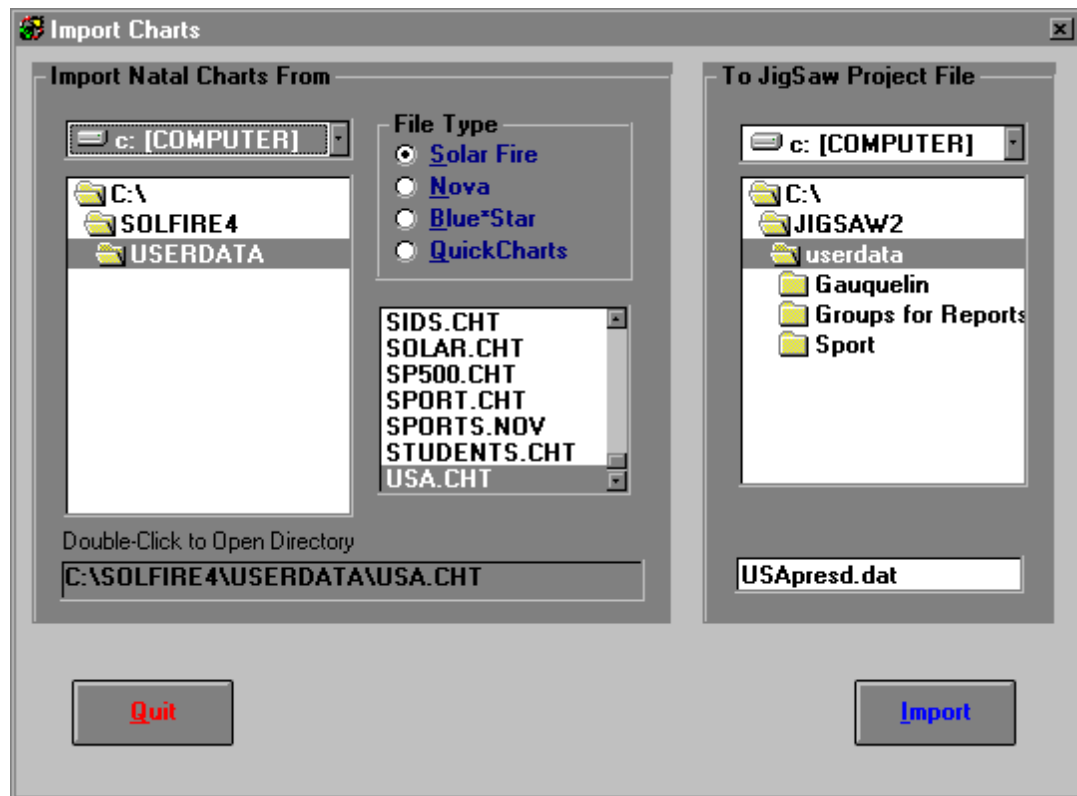 Import Charts
Import Natal Charts From
c: [COMPUTER]
C:\
SOLFIRE4
USERDATA
File Type
Solar Fire
Nova
Blue*Star
QuickCharts
SIDS.CHT
SOLAR.CHT
SP500.CHT
SPORT.CHT
SPORTS.NOV
STUDENTS.CHT
USA.CHT
Double-Click to Open Directory
C:\SOLFIRE4\USERDATA\USA.CHT
To JigSaw Project File
c: [COMPUTER]
C:\
JIGSAW2
userdata
Gauquelin
Groups for Reports
Sport
USApresd.dat
Quit
Import